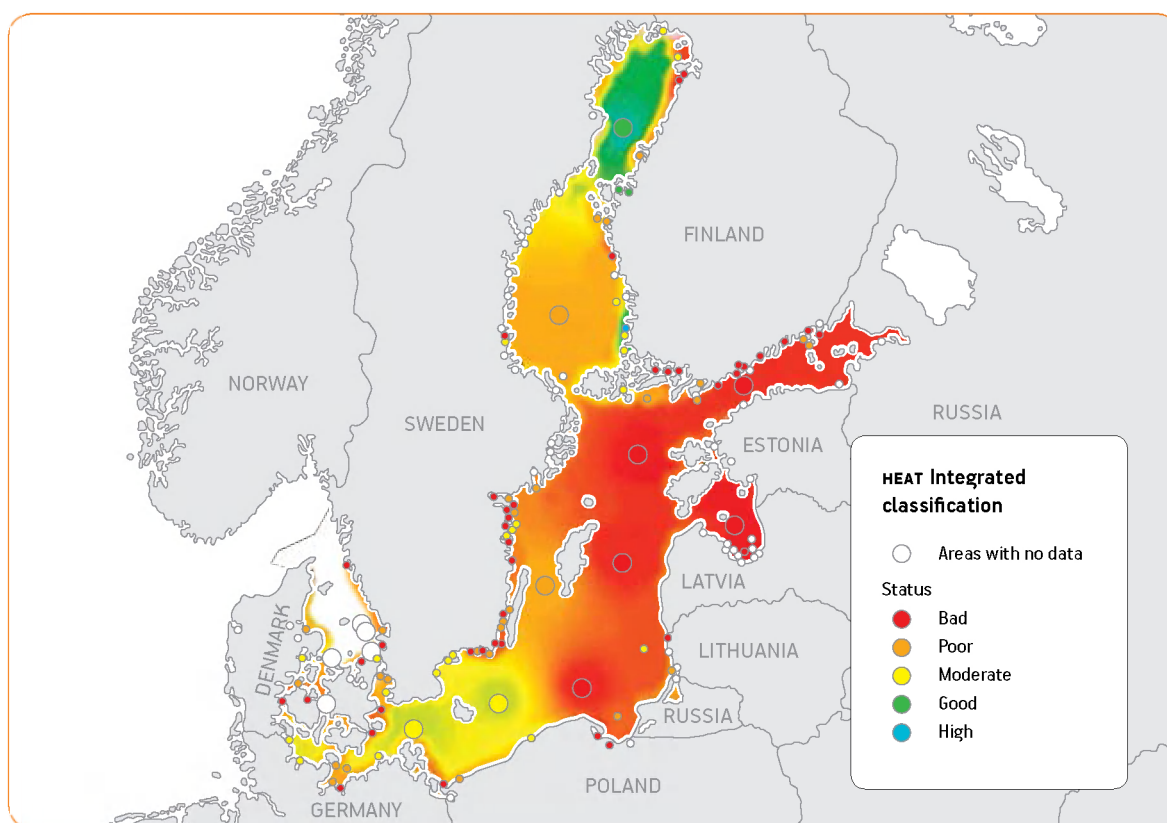 FINLAND
NORWAY
SWEDEN
RUSSIA
ESTONIA
HEAT Integrated
classification
Areas with no data
Status
Bad
Poor
Moderate
Good
High
LATVIA
DENMARK
LITHUANIA
RUSSIA
POLAND
GERMANY